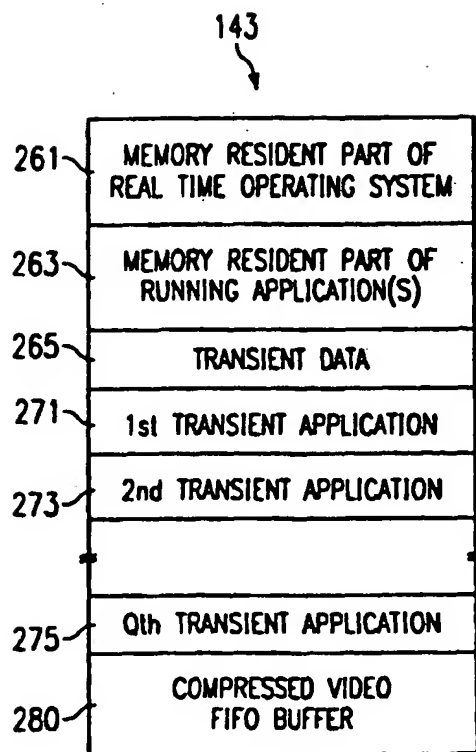 143
261 MEMORY RESIDENT PART OF
REAL TIME OPERATING SYSTEM
263 MEMORY RESIDENT PART OF
RUNNING APPLICATION(S)
265 TRANSIENT DATA
271 1st TRANSIENT APPLICATION
273 2nd TRANSIENT APPLICATION
275 Qth TRANSIENT APPLICATION
280 COMPRESSED VIDEO
FIFO BUFFER